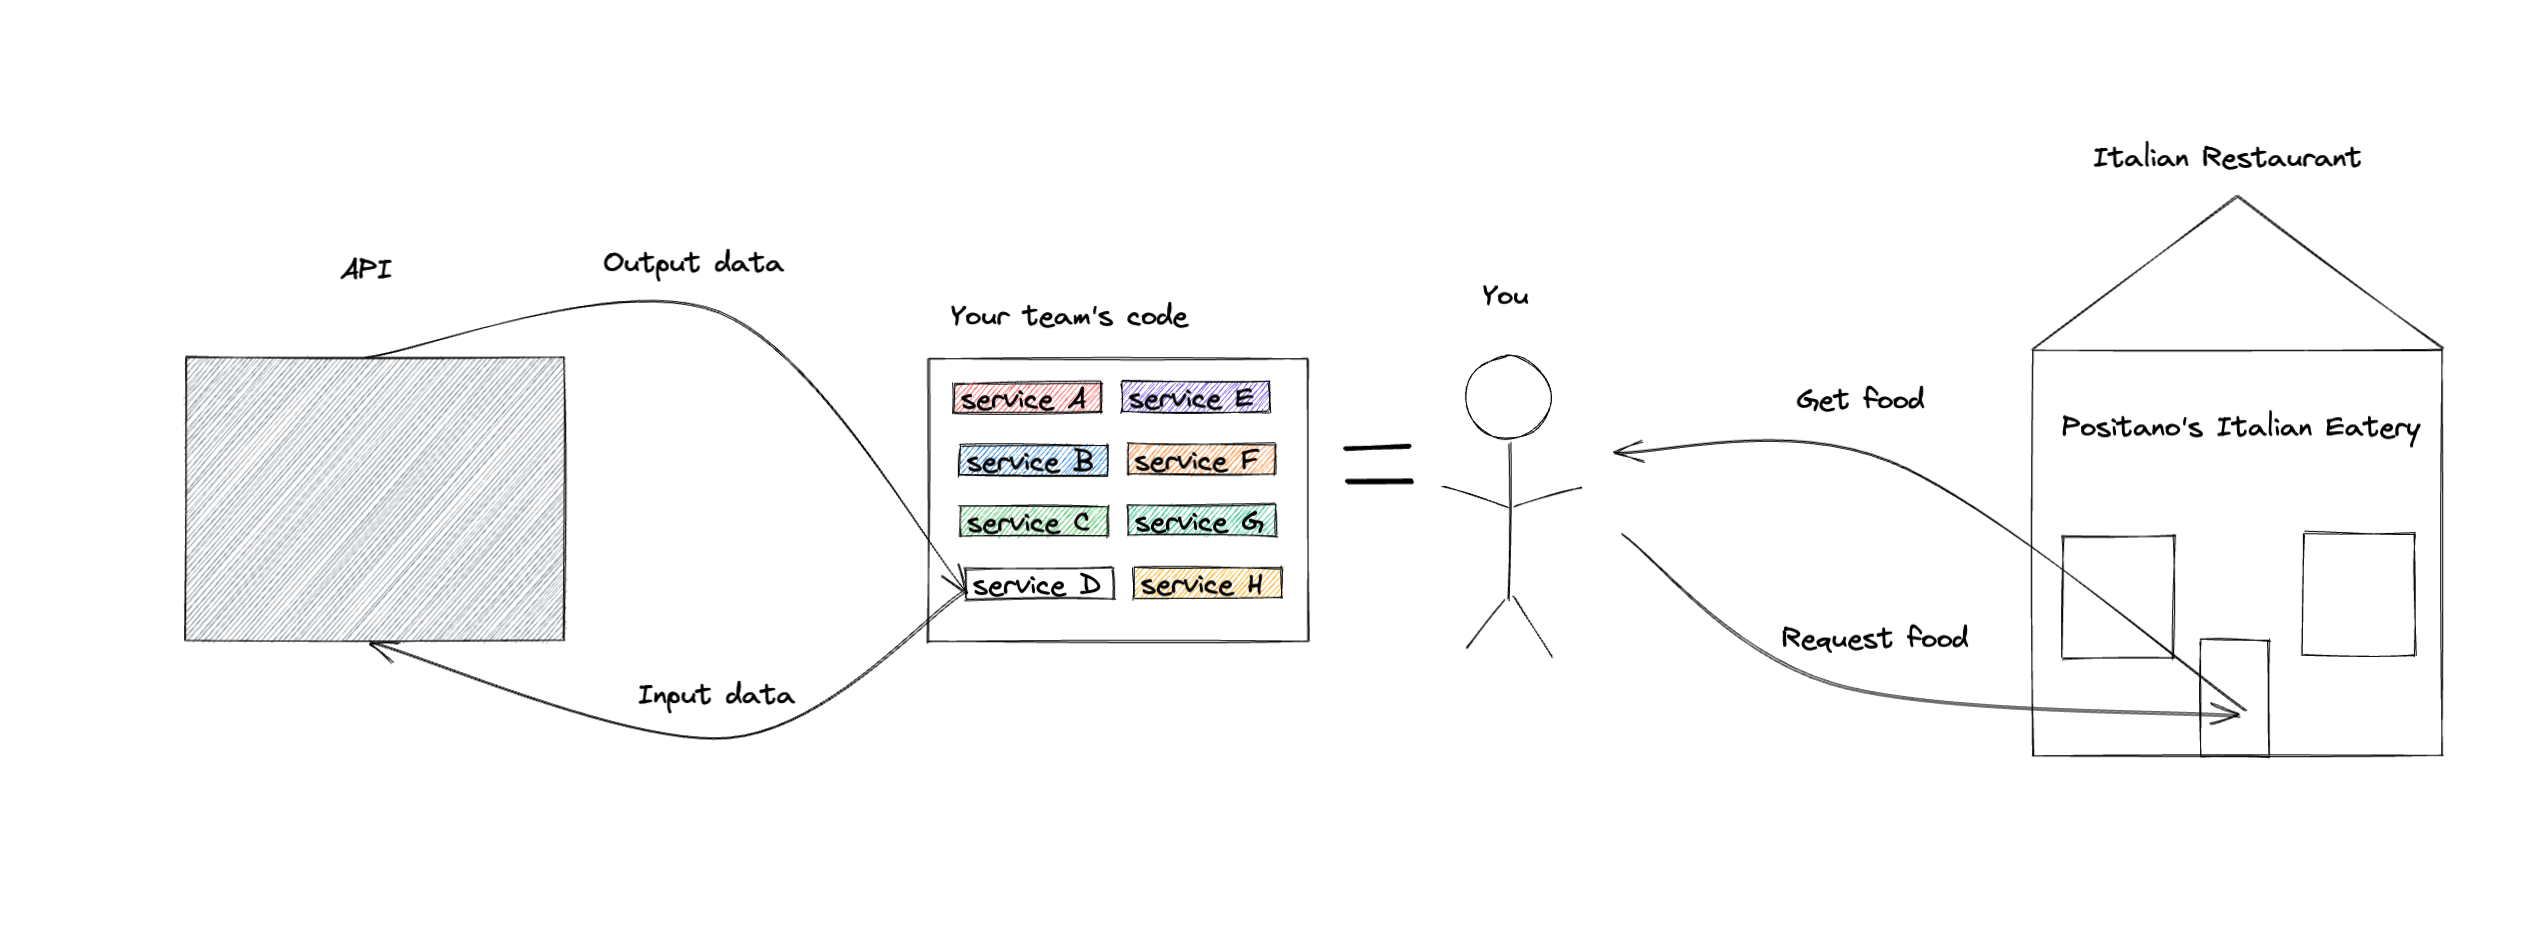 API
Output data
Your team's code
service A
service E
service B
service F
service C
service G
service D
service H
Input data
You
Get food
Request food
Italian Restaurant
Positano's Italian Eatery